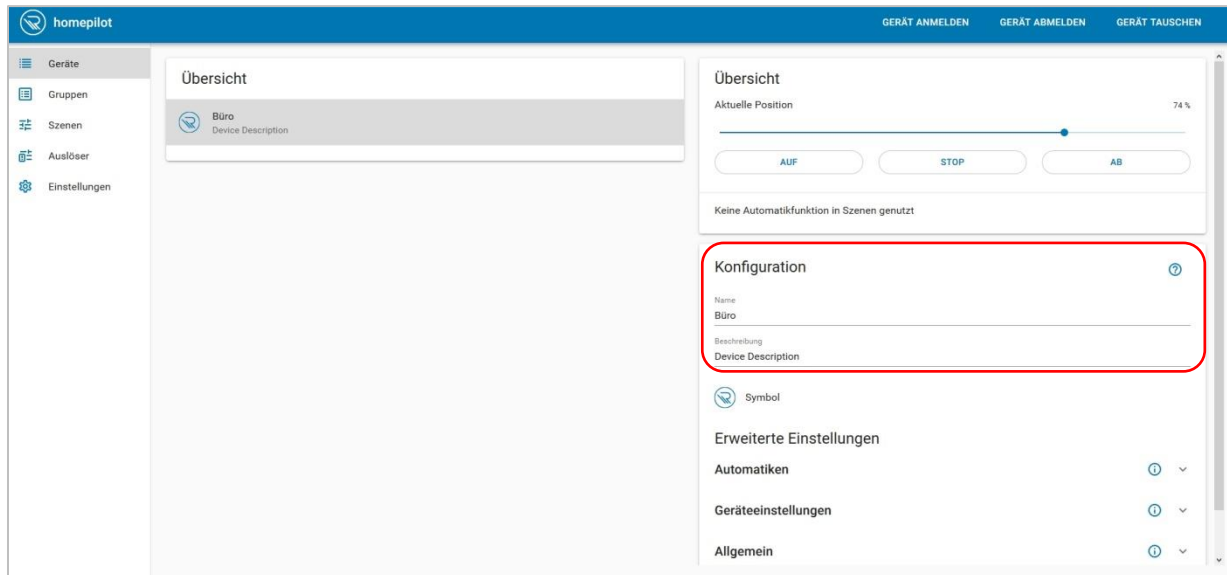 homepilot
GERÄT ANMELDEN GERÄT ABMELDEN GERÄT TAUSCHEN
Geräte
Gruppen
Szenen
Auslöser
Einstellungen
Übersicht
Büro
Device Description
Übersicht
Aktuelle Position 74 %
AUF STOP AB
Keine Automatikfunktion in Szenen genutzt
Konfiguration
Name
Büro
Beschreibung
Device Description
Symbol
Erweiterte Einstellungen
Automatiken
Geräteeinstellungen
Allgemein